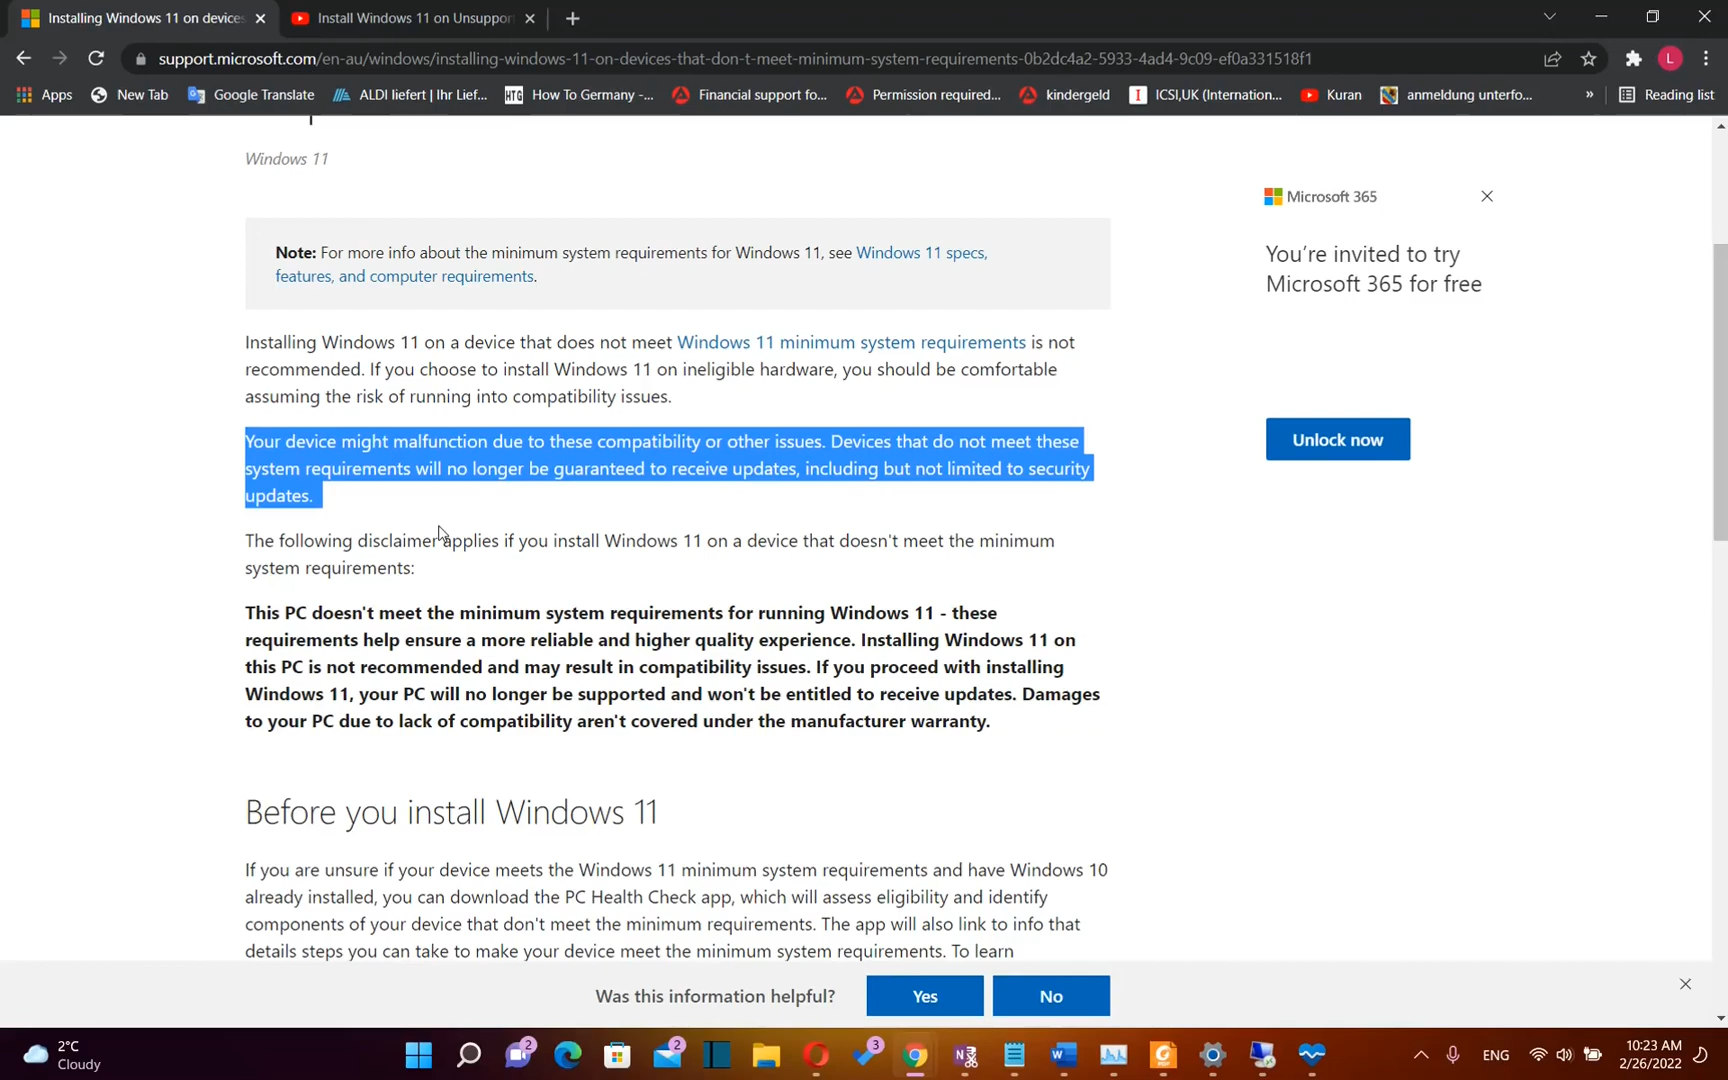 Installing Windows 11 on devices
Install Windows 11 on Unsuppor
support.microsoft.com/en-au/windows/installing-windows-11-on-devices-that-don-t-meet-minimum-system-requirements-0b2dc4a2-5933-4ad4-9c09-ef0a331518f1
L
Apps
New Tab
Google Translate
ALDI liefert | Ihr Lief...
HTG
How To Germany -...
Financial support fo...
Permission required...
kindergeld
ICSI,UK (Internation...
Kuran
anmeldung unterfo...
»
Reading list
Windows 11
Note: For more info about the minimum system requirements for Windows 11, see Windows 11 specs,
features, and computer requirements.
Microsoft 365
You're invited to try
Microsoft 365 for free
Unlock now
Installing Windows 11 on a device that does not meet Windows 11 minimum system requirements is not
recommended. If you choose to install Windows 11 on ineligible hardware, you should be comfortable
assuming the risk of running into compatibility issues.
Your device might malfunction due to these compatibility or other issues. Devices that do not meet these
system requirements will no longer be guaranteed to receive updates, including but not limited to security
updates.
The following disclaimer applies if you install Windows 11 on a device that doesn't meet the minimum
system requirements:
This PC doesn't meet the minimum system requirements for running Windows 11 - these
requirements help ensure a more reliable and higher quality experience. Installing Windows 11 on
this PC is not recommended and may result in compatibility issues. If you proceed with installing
Windows 11, your PC will no longer be supported and won't be entitled to receive updates. Damages
to your PC due to lack of compatibility aren't covered under the manufacturer warranty.
Before you install Windows 11
If you are unsure if your device meets the Windows 11 minimum system requirements and have Windows 10
already installed, you can download the PC Health Check app, which will assess eligibility and identify
components of your device that don't meet the minimum requirements. The app will also link to info that
details steps you can take to make your device meet the minimum system requirements. To learn
Was this information helpful?
Yes
No
2°C
Cloudy
2
2
3
ENG
10:23 AM
2/26/2022